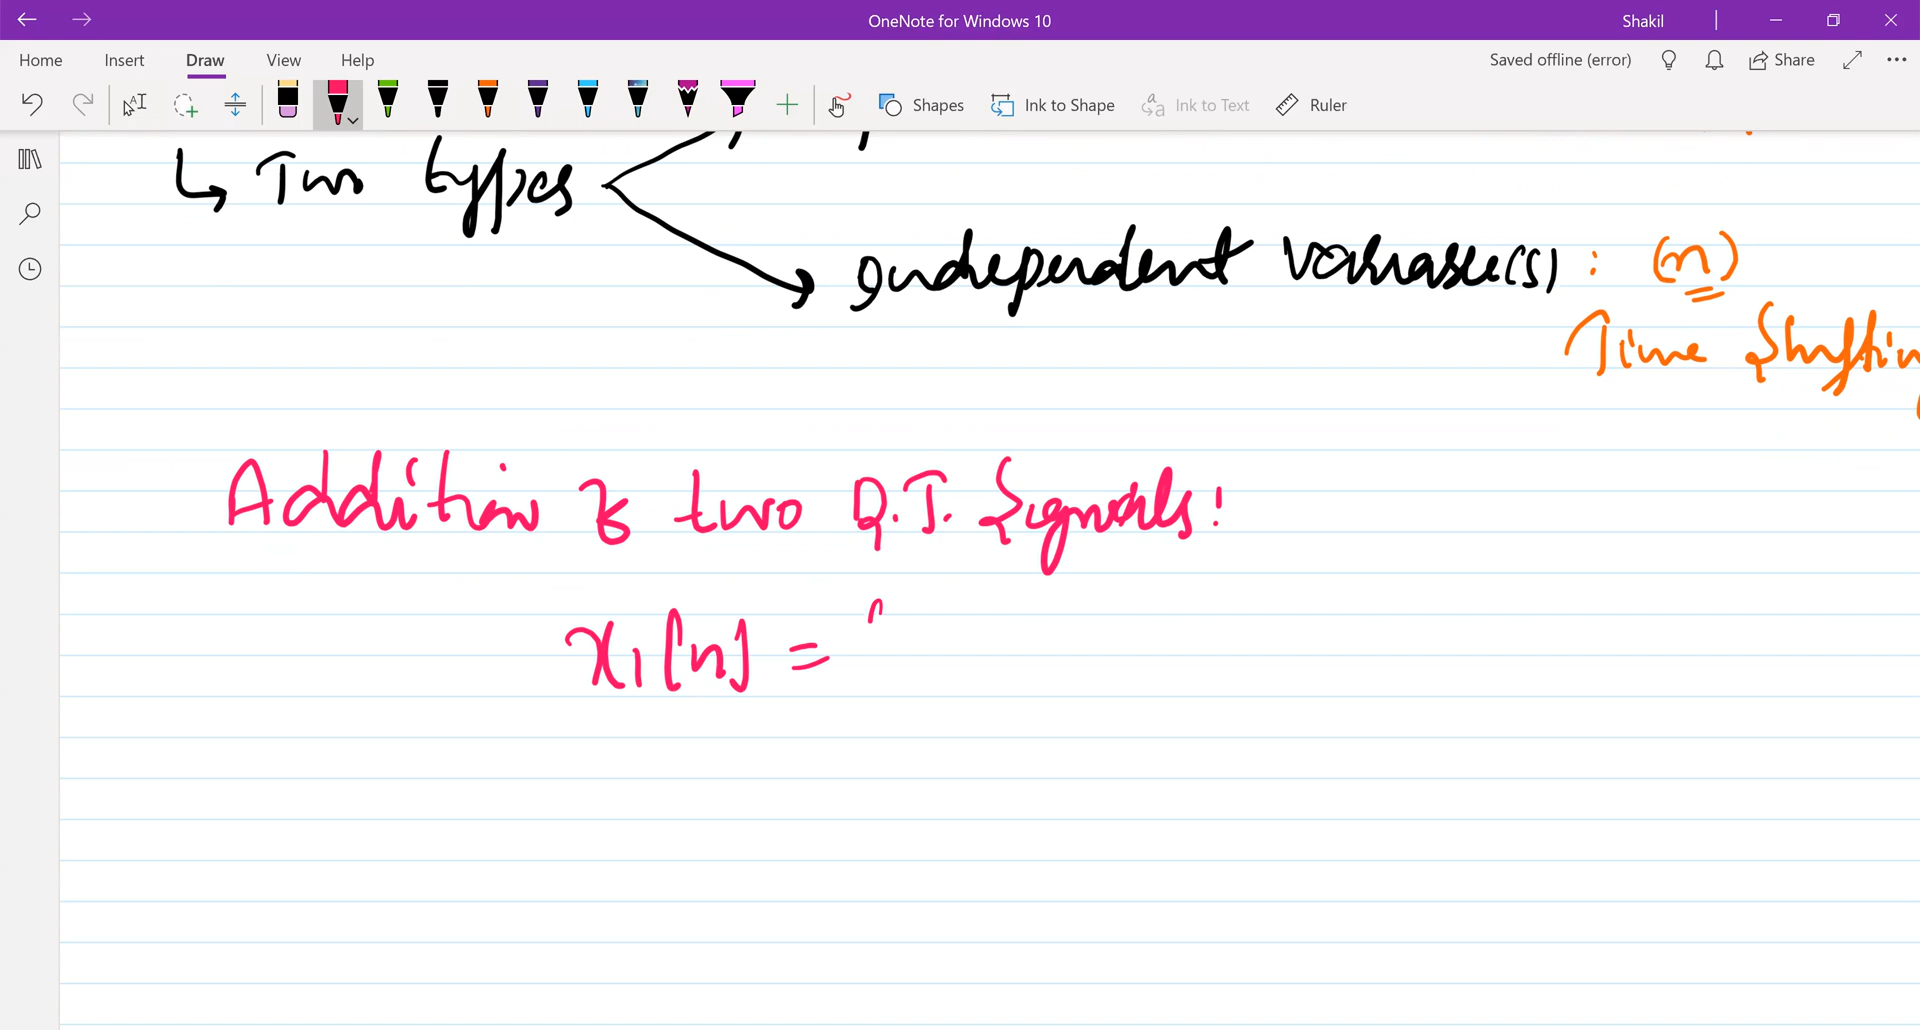 OneNote for Windows 10
Shakil
Home Insert Draw View Help
Saved offline (error) Share
Shapes Ink to Shape Ink to Text Ruler
↳ Two types
Independent variable(s) : (n)
Time Shiftin
Addition of two D.T. Signals:
x₁[n] =